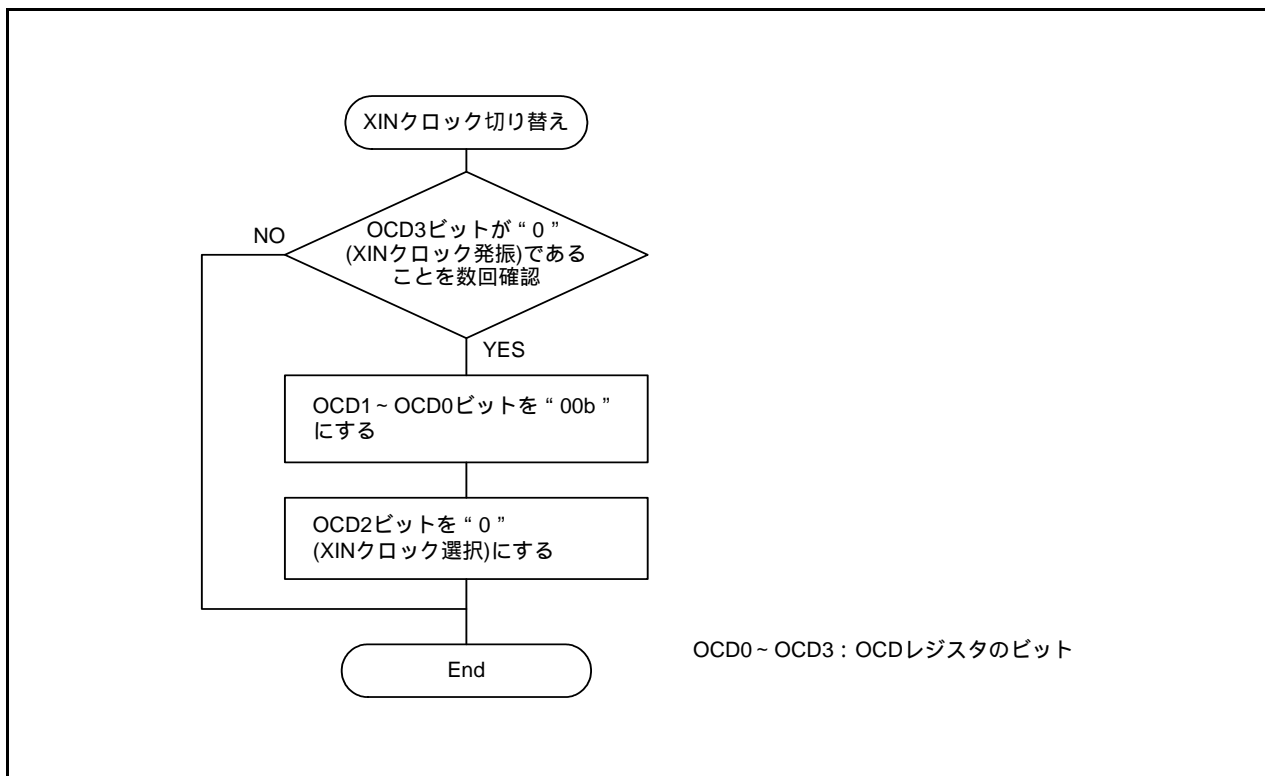 XINクロック切り替え
OCD3ビットが “ 0 ”
(XINクロック発振)である
ことを数回確認
NO
YES
OCD1 ~ OCD0ビットを “ 00b ”
にする
OCD2ビットを “ 0 ”
(XINクロック選択)にする
End
OCD0 ~ OCD3 : OCDレジスタのビット